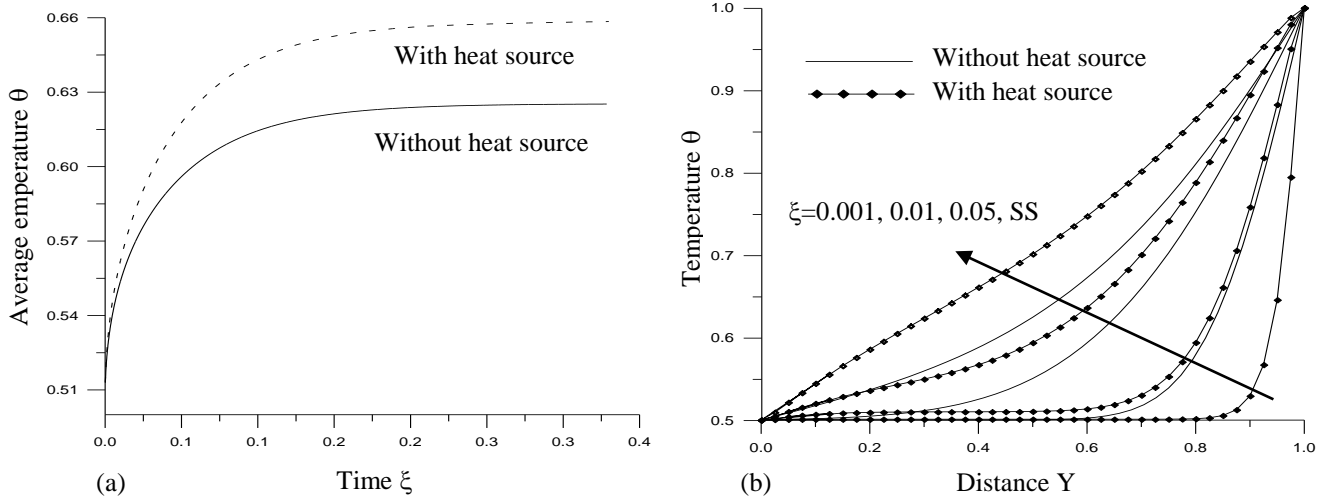 0.66
0.63
0.60
0.57
0.54
0.51
Average emperature θ
With heat source
Without heat source
0.0
0.1
0.1
0.2
0.2
0.3
0.3
0.4
(a)
Time ξ
1.0
0.9
0.8
0.7
0.6
0.5
Temperature θ
Without heat source
With heat source
ξ=0.001, 0.01, 0.05, SS
0.0
0.2
0.4
0.6
0.8
1.0
(b)
Distance Y